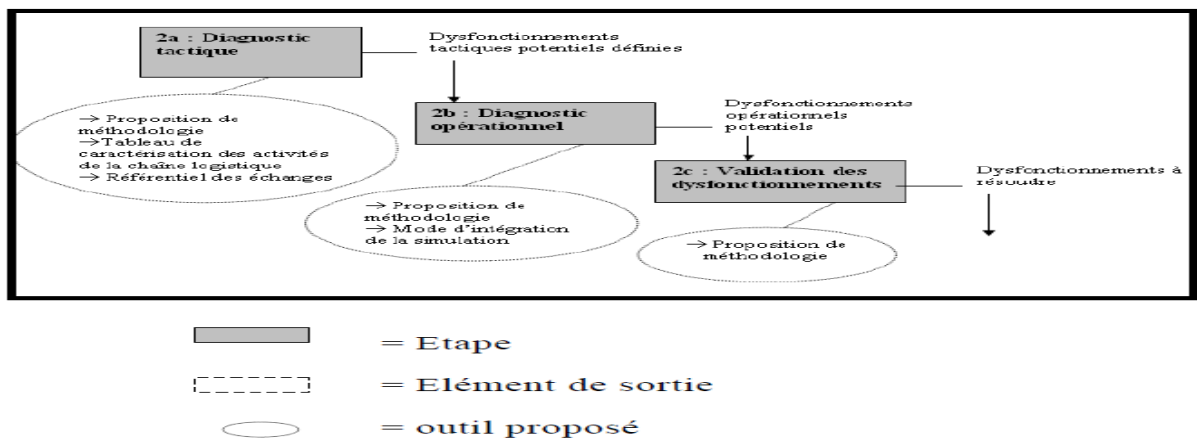 2a : Diagnostic
tactique
Dysfonctionnements
tactiques potentiels définies
→ Proposition de
méthodologie
→Tableau de
caractérisation des activités
de la chaîne logistique
→ Référentiel des échanges
2b : Diagnostic
opérationnel
Dysfonctionnements
opérationnels
potentiels
→ Proposition de
méthodologie
→ Mode d'intégration
de la simulation
2c : Validation des
dysfonctionnements
Dysfonctionnements à
résoudre
→ Proposition de
méthodologie
= Etape
= Elément de sortie
= outil proposé